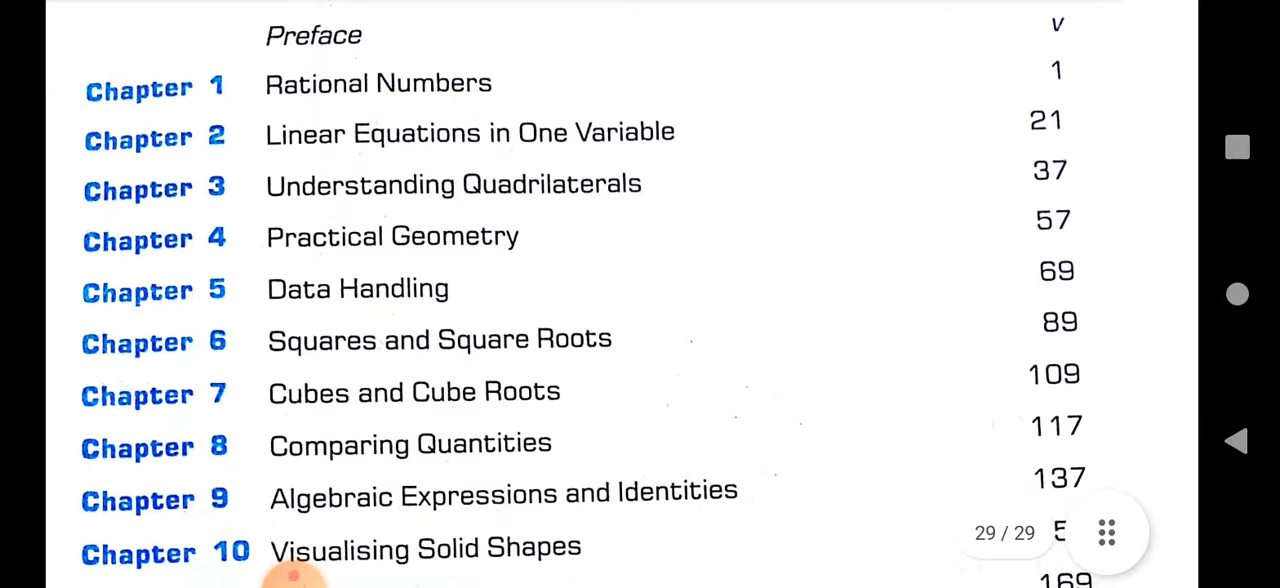 Preface v
Chapter 1 Rational Numbers 1
Chapter 2 Linear Equations in One Variable 21
Chapter 3 Understanding Quadrilaterals 37
Chapter 4 Practical Geometry 57
Chapter 5 Data Handling 69
Chapter 6 Squares and Square Roots 89
Chapter 7 Cubes and Cube Roots 109
Chapter 8 Comparing Quantities 117
Chapter 9 Algebraic Expressions and Identities 137
Chapter 10 Visualising Solid Shapes
29 / 29
169